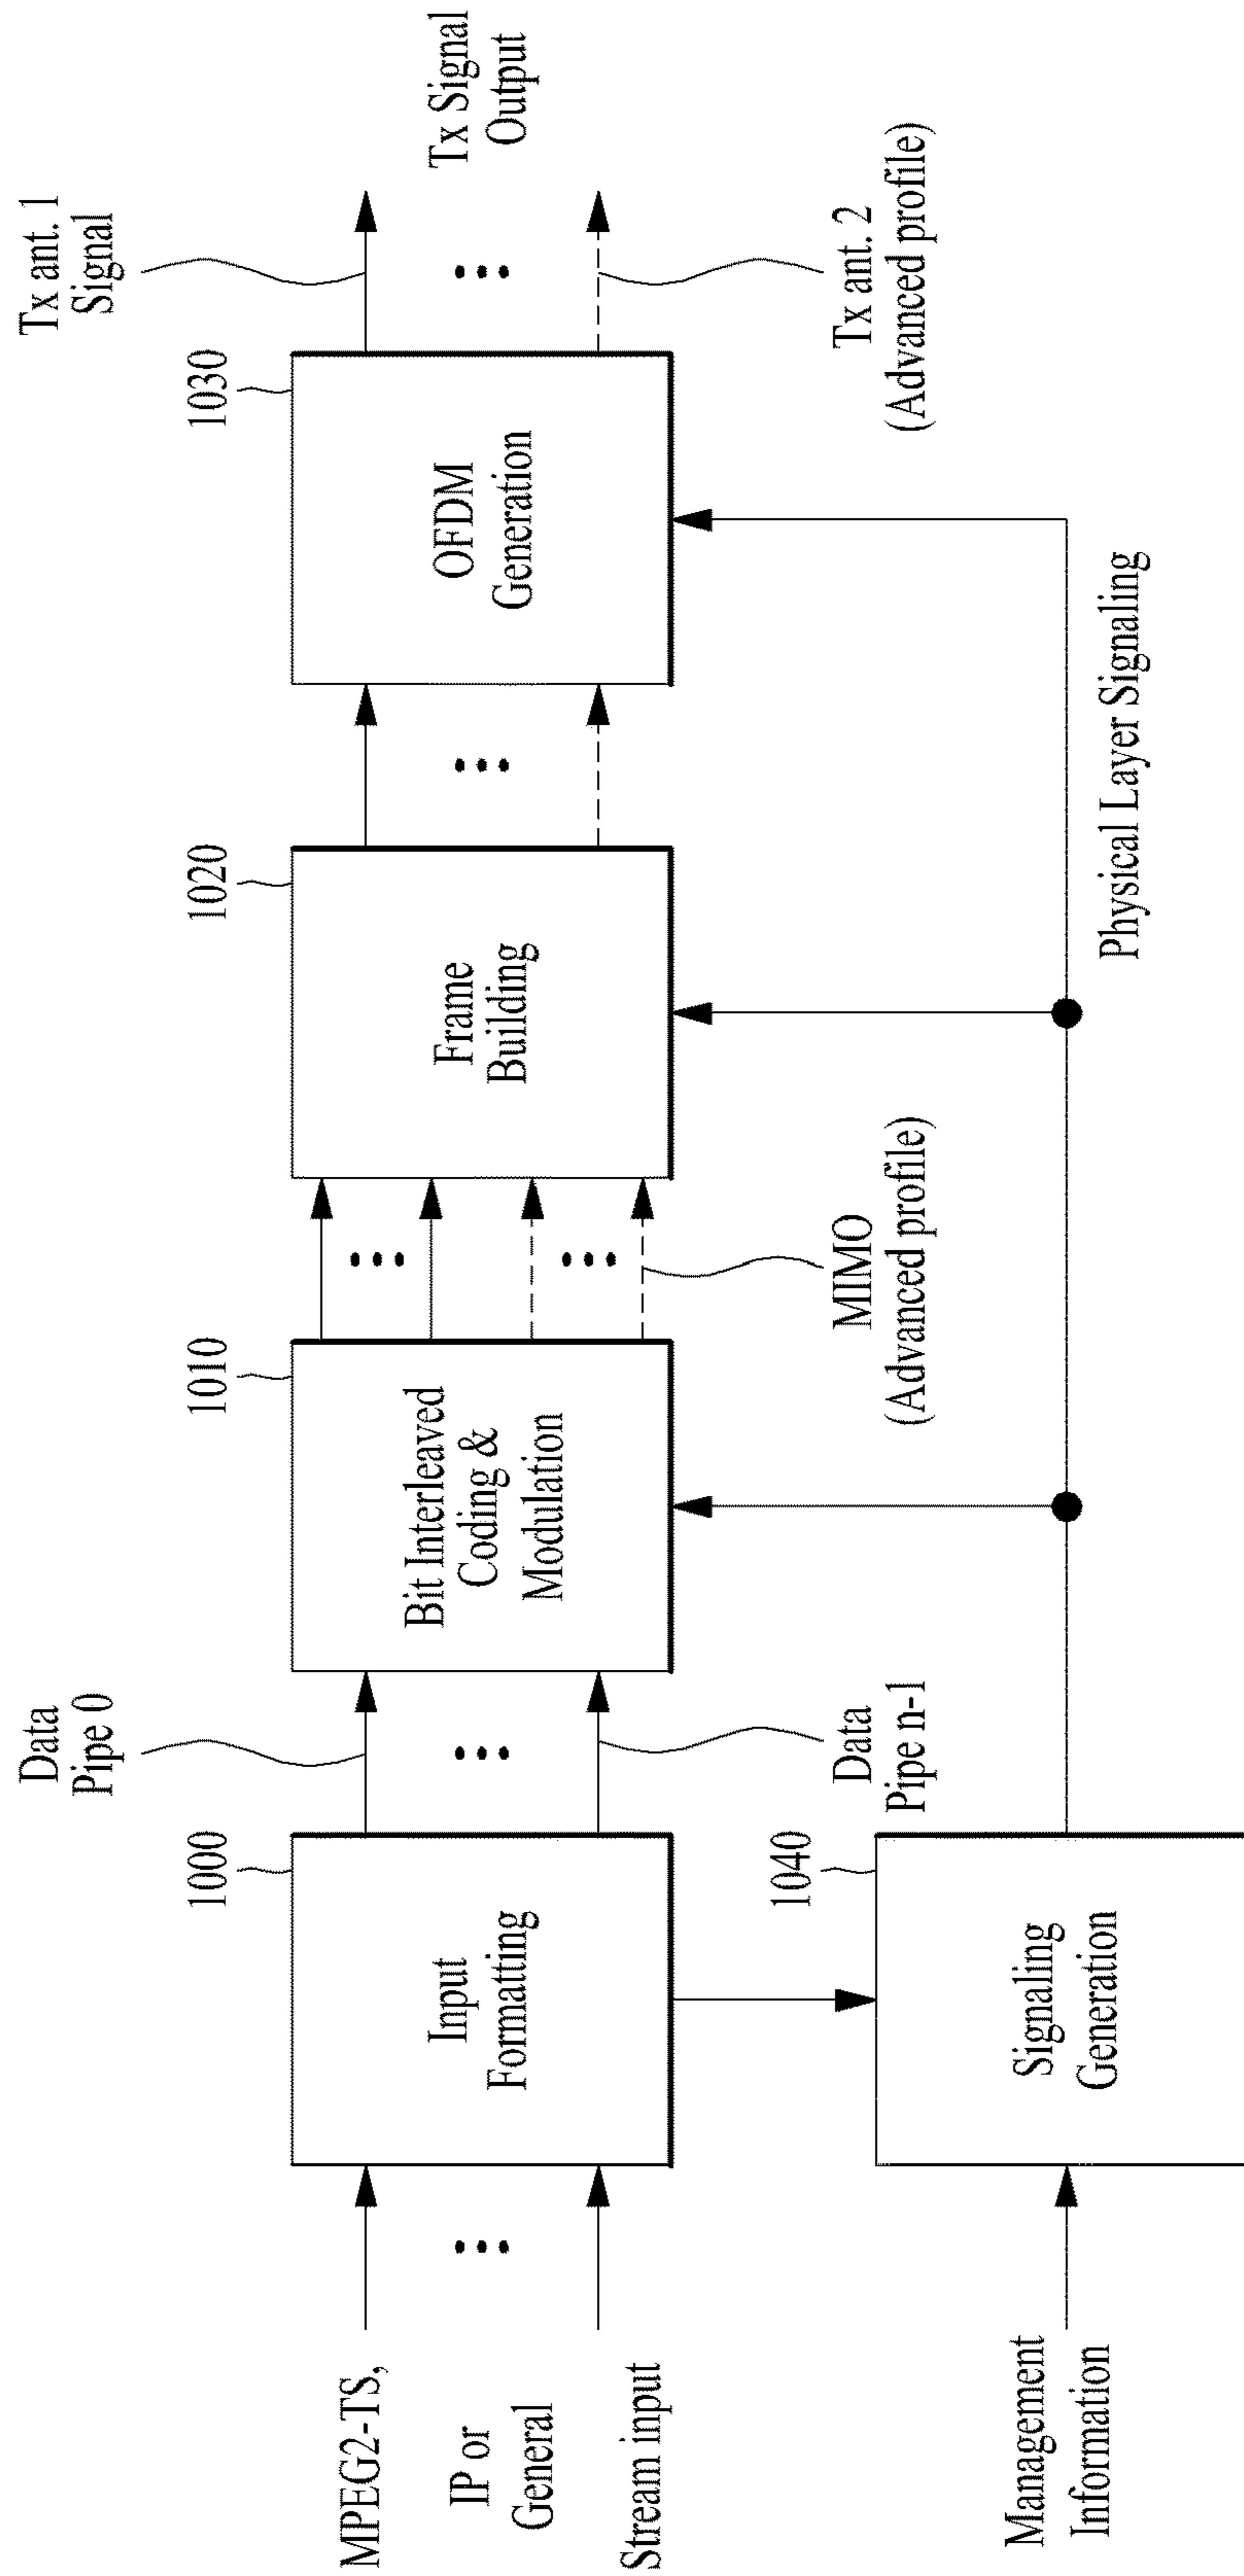 MPEG2-TS,
IP or
General
Stream input
1000
Input
Formatting
Data
Pipe 0
Data
Pipe n-1
1010
Bit Interleaved
Coding &
Modulation
MIMO
(Advanced profile)
1020
Frame
Building
1030
OFDM
Generation
Tx ant. 1
Signal
Tx Signal
Output
Tx ant. 2
(Advanced profile)
Management
Information
1040
Signaling
Generation
Physical Layer Signaling